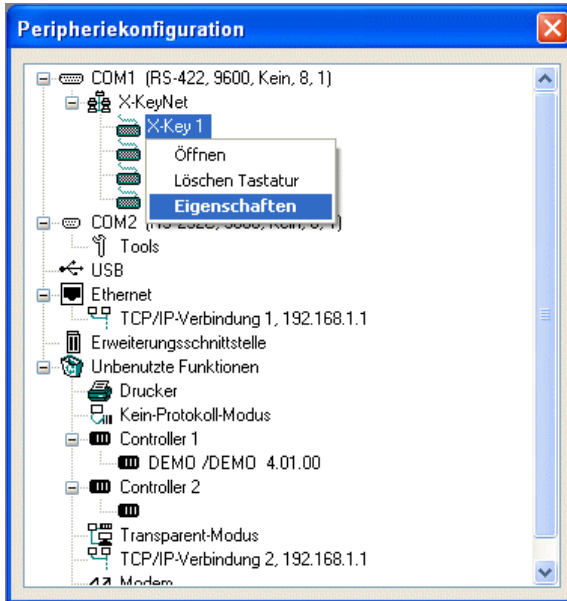 Peripheriekonfiguration
COM1 (RS-422, 9600, Kein, 8, 1)
X-KeyNet
X-Key 1
Öffnen
Löschen Tastatur
Eigenschaften
COM2
Tools
USB
Ethernet
TCP/IP-Verbindung 1, 192.168.1.1
Erweiterungsschnittstelle
Unbenutzte Funktionen
Drucker
Kein-Protokoll-Modus
Controller 1
DEMO /DEMO 4.01.00
Controller 2
Transparent-Modus
TCP/IP-Verbindung 2, 192.168.1.1
Modem